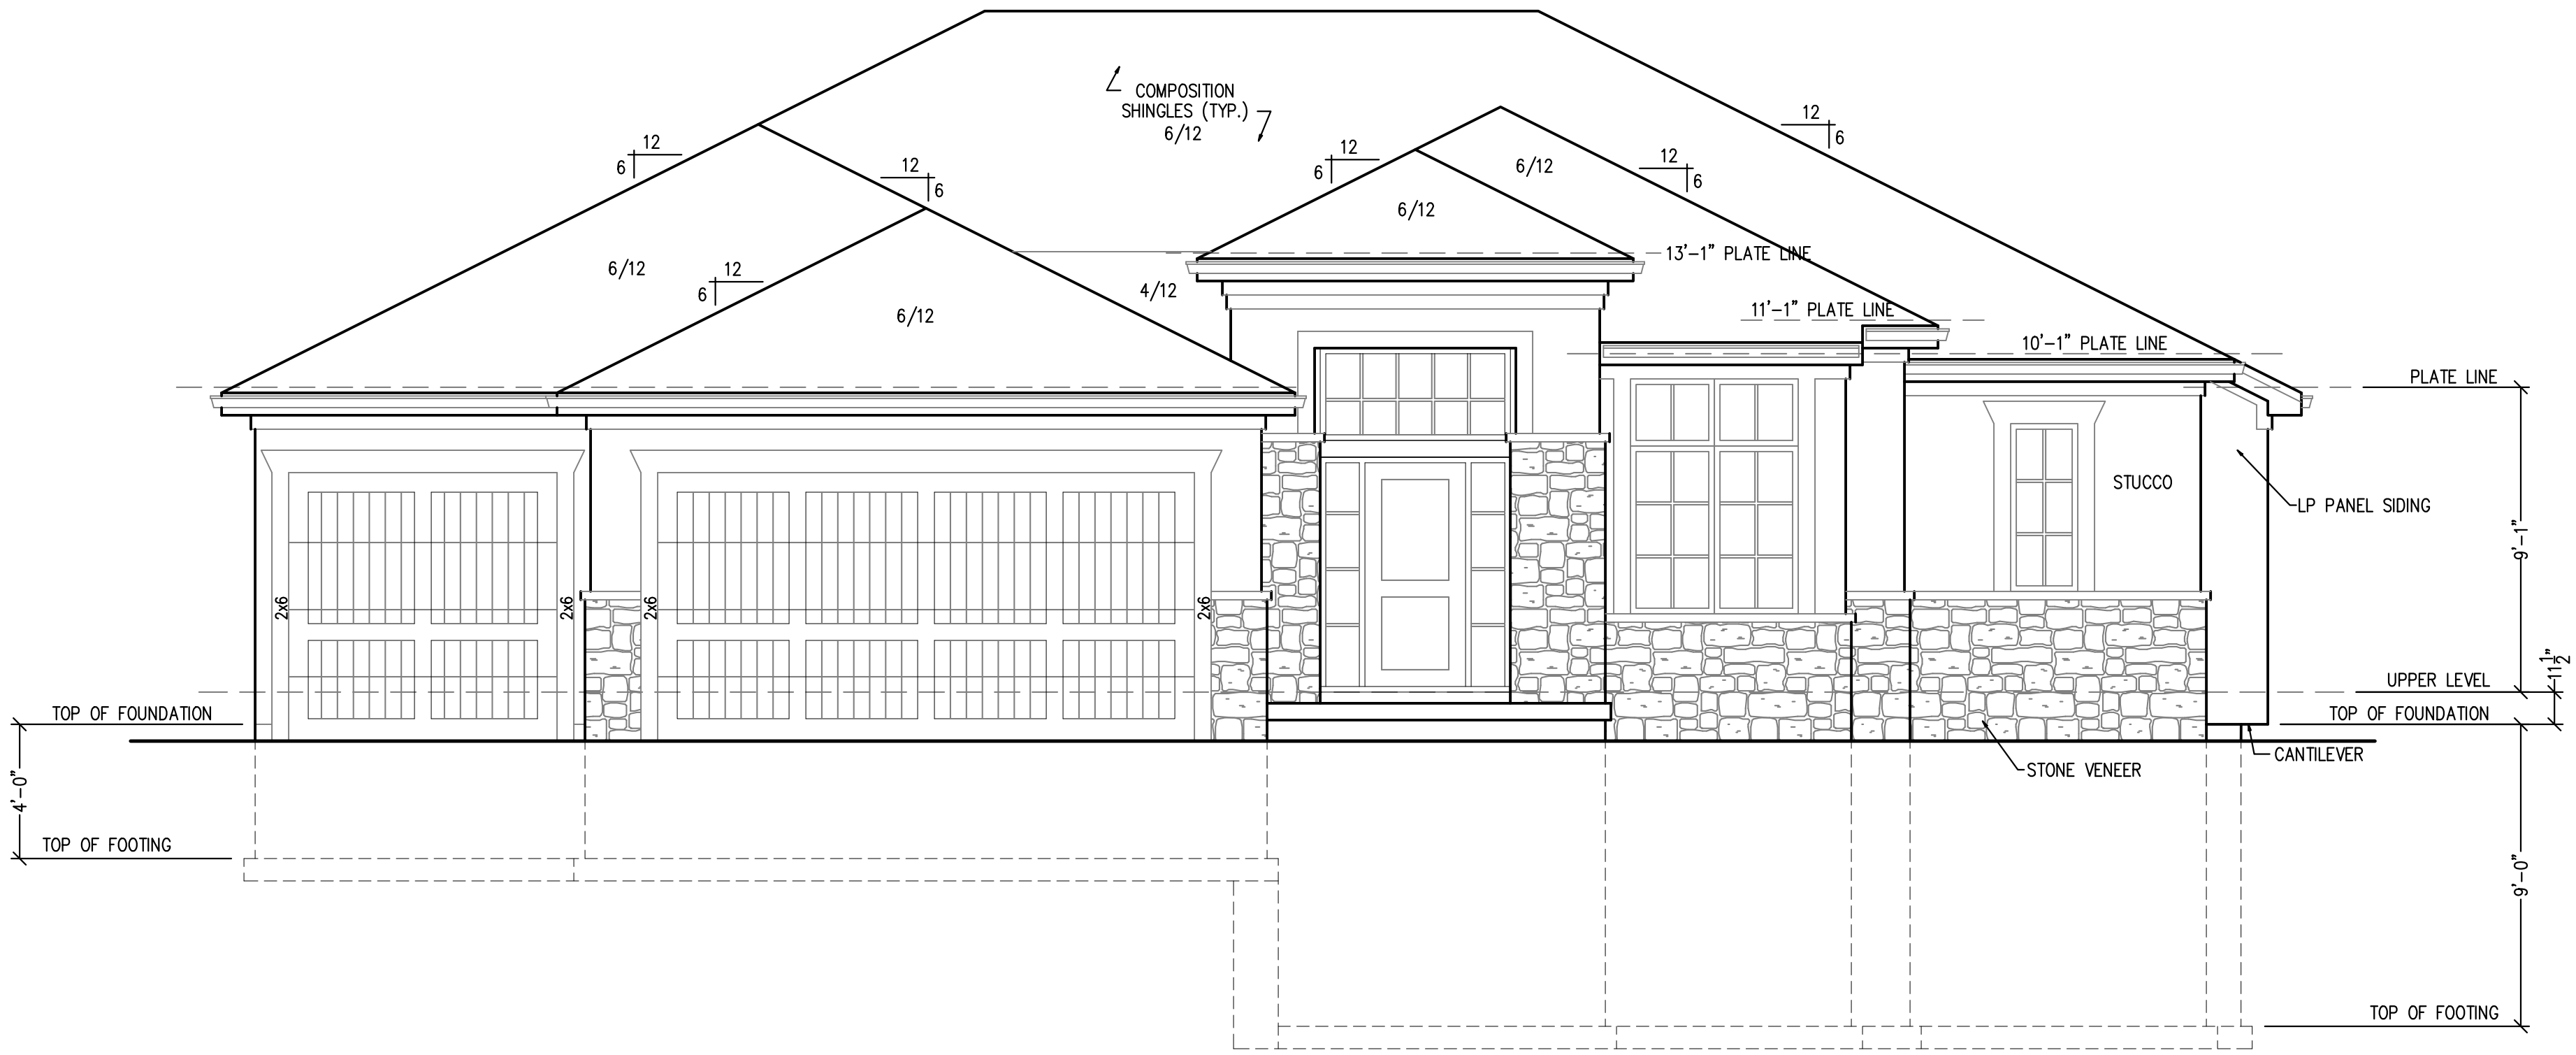 COMPOSITION
SHINGLES (TYP.)
6/12
12
6
12
6
12
6
12
6
12
6
12
6
6/12
6/12
6/12
6/12
4/12
13'-1" PLATE LINE
11'-1" PLATE LINE
10'-1" PLATE LINE
PLATE LINE
STUCCO
LP PANEL SIDING
9'-1"
2x6
2x6
2x6
2x6
UPPER LEVEL
11 1/2"
TOP OF FOUNDATION
TOP OF FOUNDATION
CANTILEVER
STONE VENEER
4'-0"
TOP OF FOOTING
9'-0"
TOP OF FOOTING